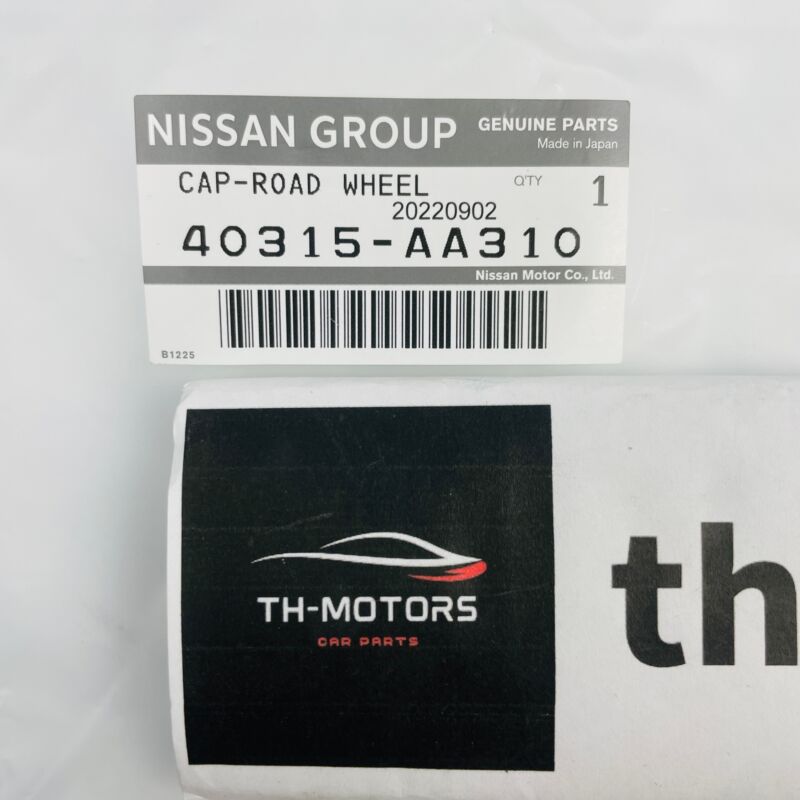 NISSAN GROUP
GENUINE PARTS
Made in Japan
CAP-ROAD WHEEL
Q'TY
1
20220902
40315-AA310
Nissan Motor Co., Ltd.
B1225
TH-MOTORS
CAR PARTS
th